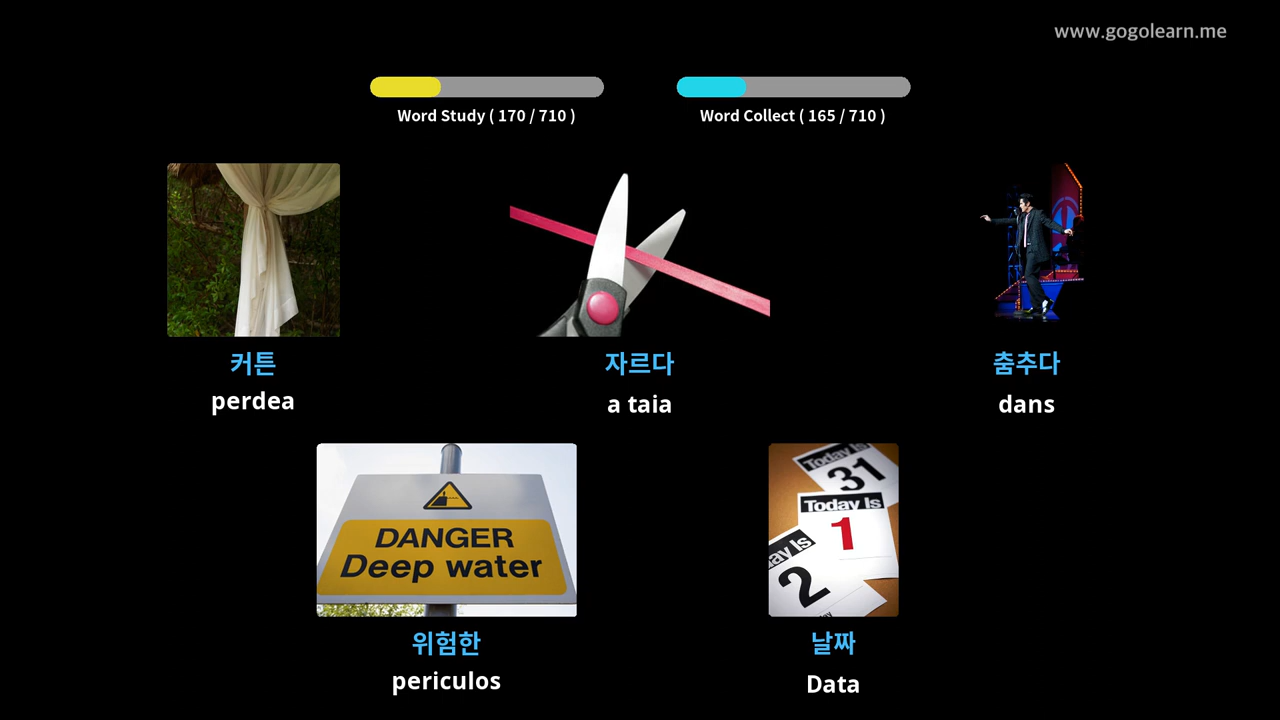 www.gogolearn.me
Word Study ( 170 / 710 )
Word Collect ( 165 / 710 )
커튼
perdea
자르다
a taia
춤추다
dans
DANGER
Deep water
위험한
periculos
Today Is
31
Today Is
1
ay Is
2
날짜
Data